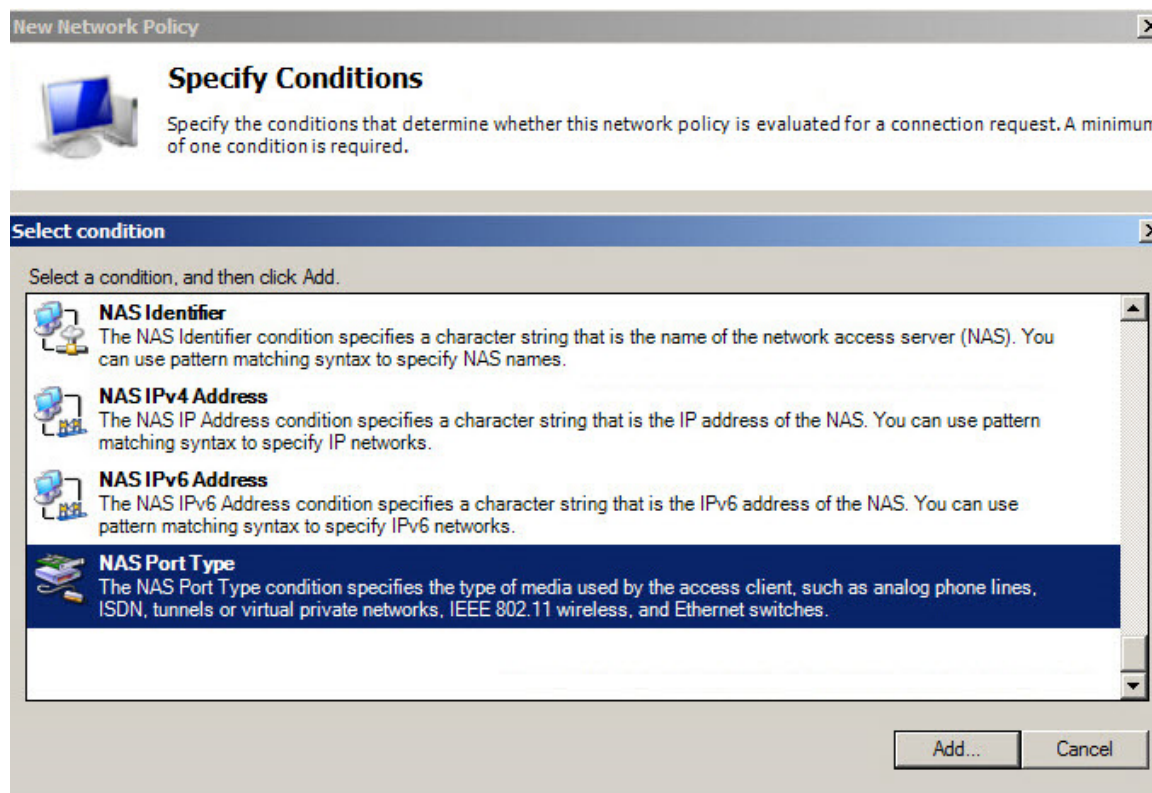 New Network Policy
Specify Conditions
Specify the conditions that determine whether this network policy is evaluated for a connection request. A minimum
of one condition is required.
Select condition
Select a condition, and then click Add.
NAS Identifier
The NAS Identifier condition specifies a character string that is the name of the network access server (NAS). You
can use pattern matching syntax to specify NAS names.
NAS IPv4 Address
The NAS IP Address condition specifies a character string that is the IP address of the NAS. You can use pattern
matching syntax to specify IP networks.
NAS IPv6 Address
The NAS IPv6 Address condition specifies a character string that is the IPv6 address of the NAS. You can use
pattern matching syntax to specify IPv6 networks.
NAS Port Type
The NAS Port Type condition specifies the type of media used by the access client, such as analog phone lines,
ISDN, tunnels or virtual private networks, IEEE 802.11 wireless, and Ethernet switches.
Add... Cancel